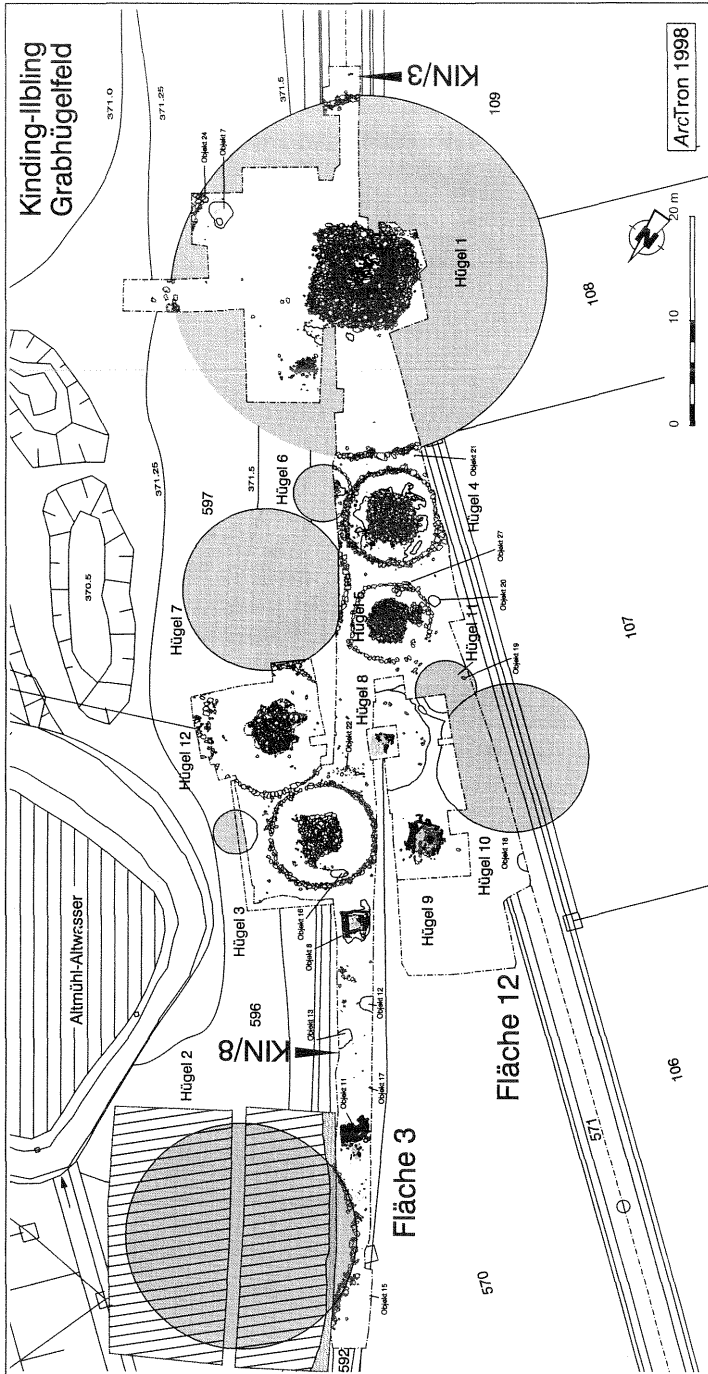 Kinding-Ilbling
Grabhügelfeld
371.0
371.25
371.5
KIN/3
109
ArcTron 1998
Objekt 24
Objekt 7
Hügel 1
108
20 m
10
0
N
371.25
370.5
597
371.5
Hügel 6
Hügel 7
Objekt 21
Hügel 4
Objekt 27
Hügel 5
Objekt 20
Hügel 11
Objekt 19
107
Hügel 8
Objekt 22
Hügel 12
Hügel 10
Objekt 18
Hügel 9
Hügel 3
Objekt 16
Objekt 8
Altmühl-Altwasser
596
Objekt 13
Objekt 12
KIN/8
Hügel 2
Objekt 11
Objekt 17
Fläche 12
Fläche 3
106
571
570
Objekt 15
592